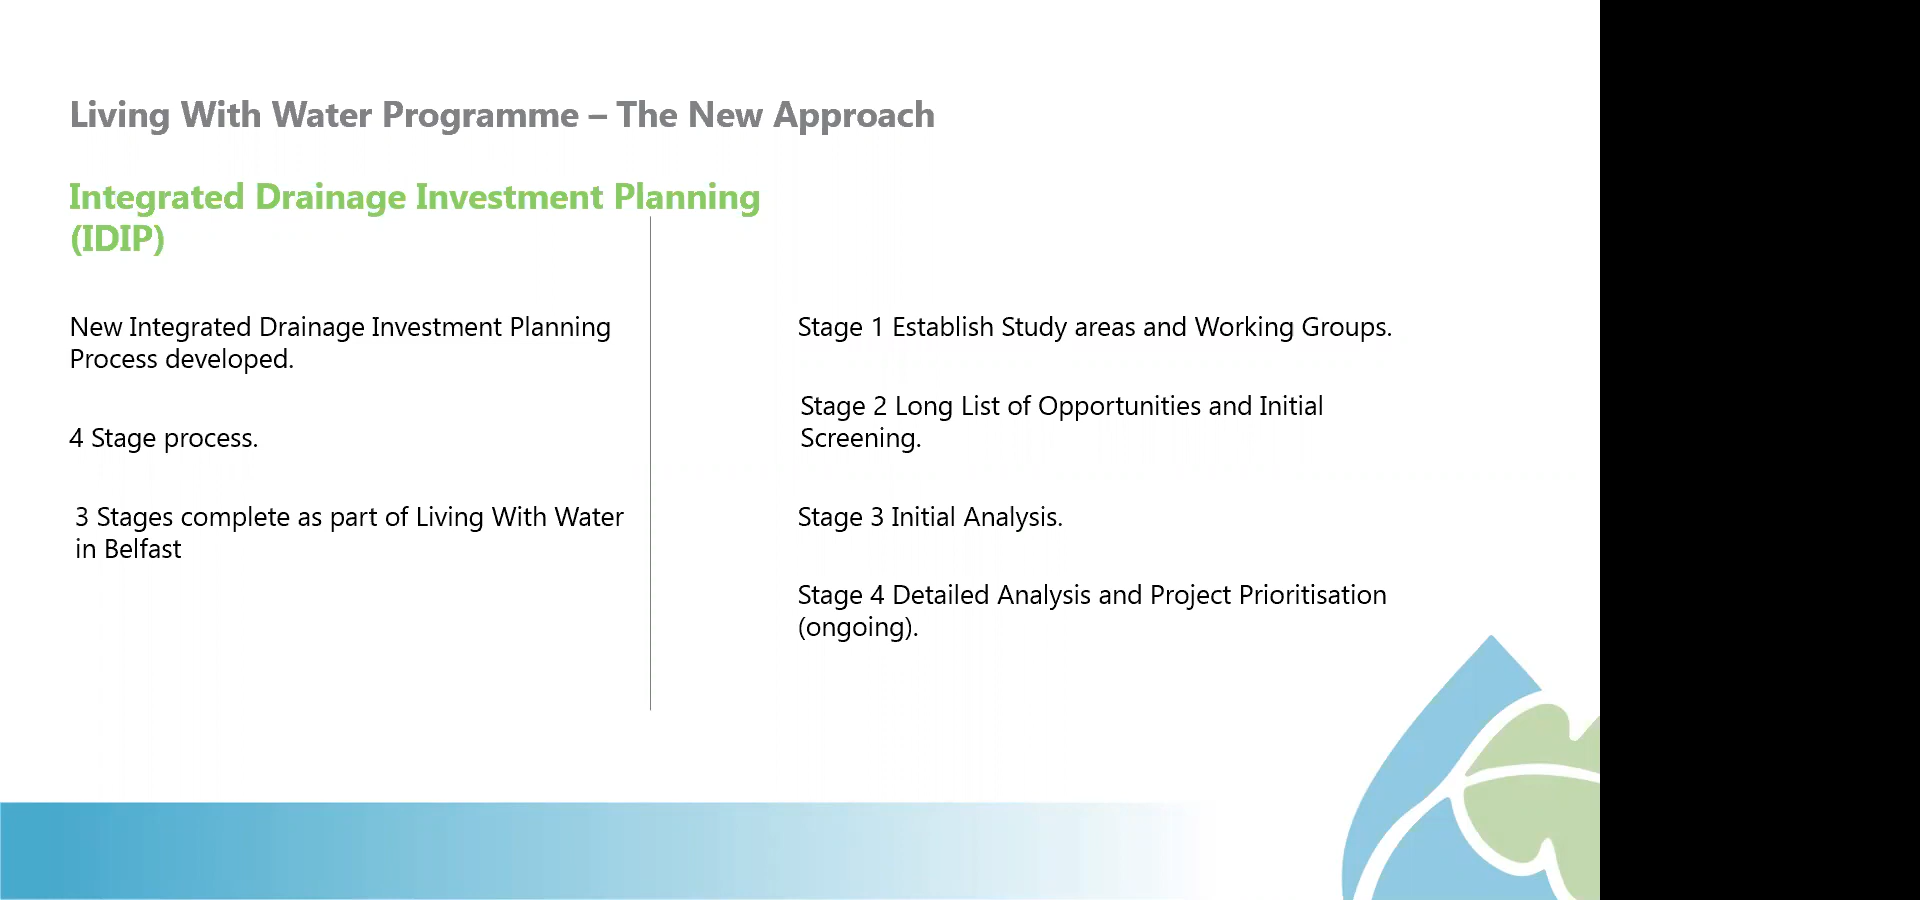 Living With Water Programme – The New Approach
Integrated Drainage Investment Planning
(IDIP)
New Integrated Drainage Investment Planning
Process developed.
4 Stage process.
3 Stages complete as part of Living With Water
in Belfast
Stage 1 Establish Study areas and Working Groups.
Stage 2 Long List of Opportunities and Initial
Screening.
Stage 3 Initial Analysis.
Stage 4 Detailed Analysis and Project Prioritisation
(ongoing).